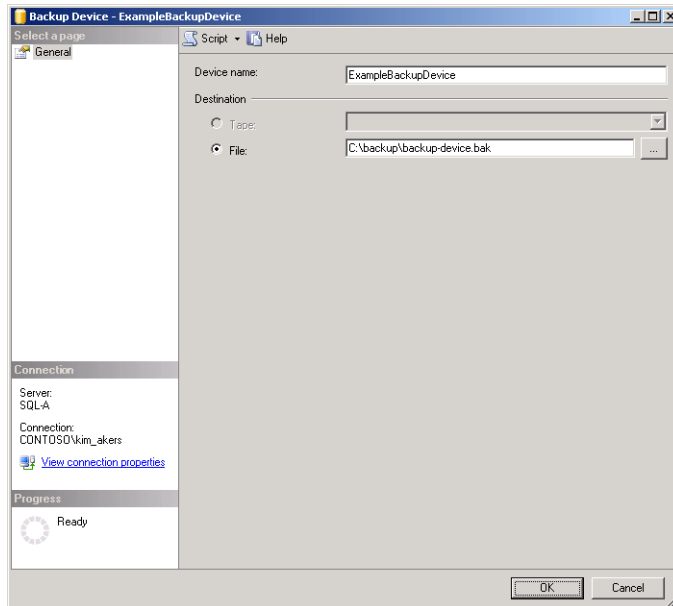 Backup Device - ExampleBackupDevice
Select a page
General
Script
Help
Device name:
ExampleBackupDevice
Destination
Tape:
File:
C:\backup\backup-device.bak
...
Connection
Server:
SQL-A
Connection:
CONTOSO\kim_akers
View connection properties
Progress
Ready
OK
Cancel